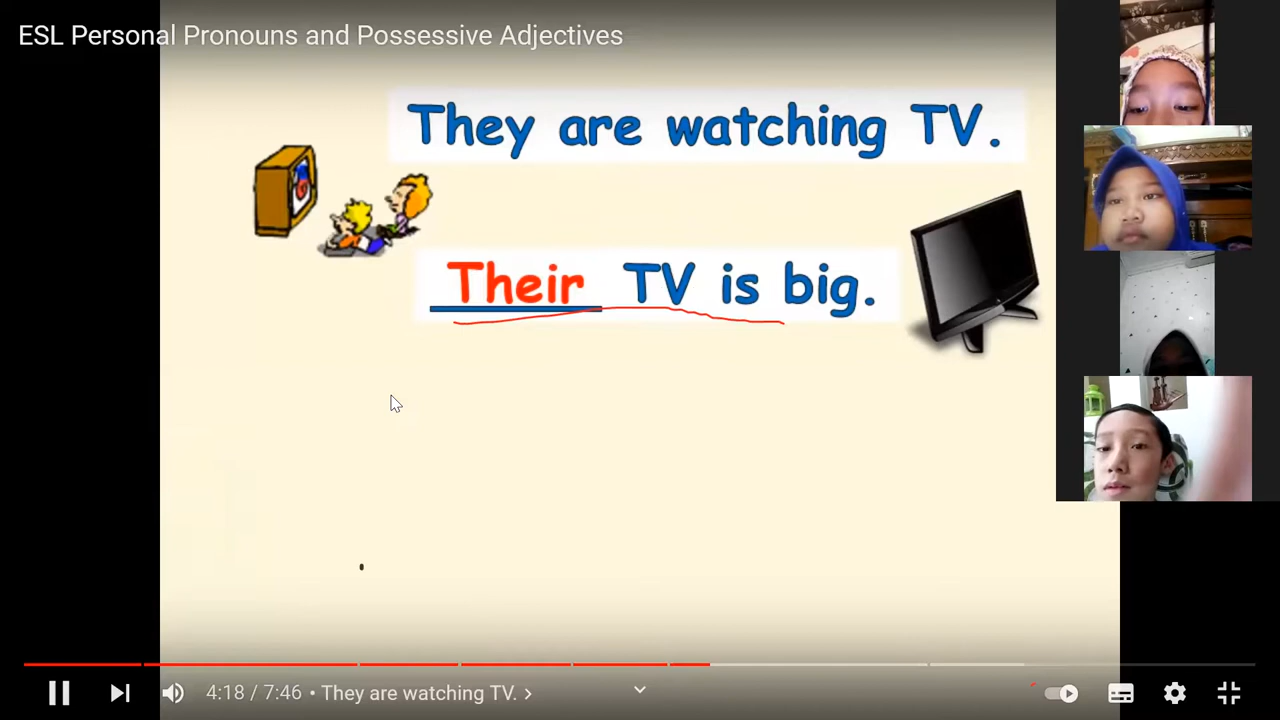 ESL Personal Pronouns and Possessive Adjectives
They are watching TV.
Their TV is big.
4:18 / 7:46 • They are watching TV. >